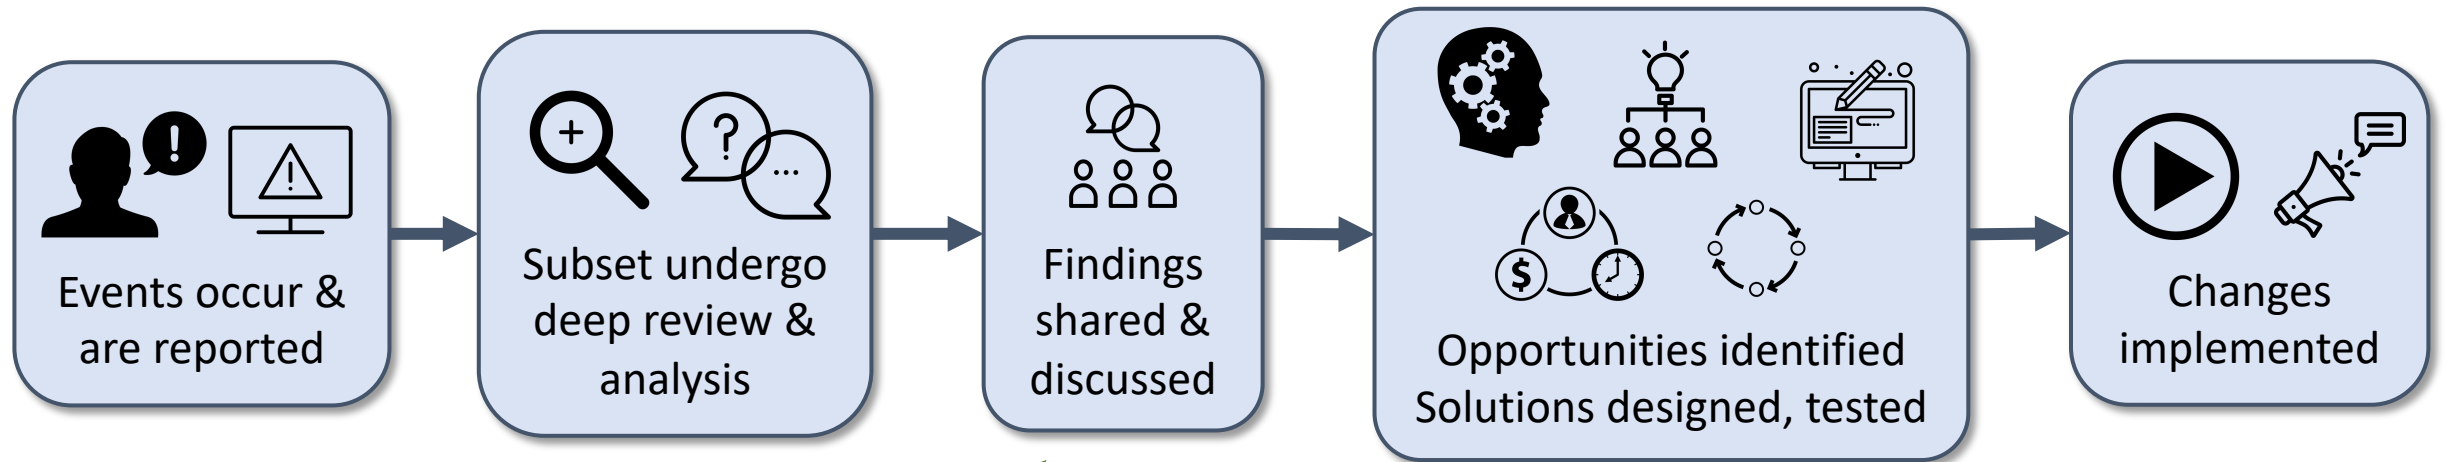 Events occur &
are reported
Subset undergo
deep review &
analysis
Findings
shared &
discussed
Opportunities identified
Solutions designed, tested
Changes
implemented